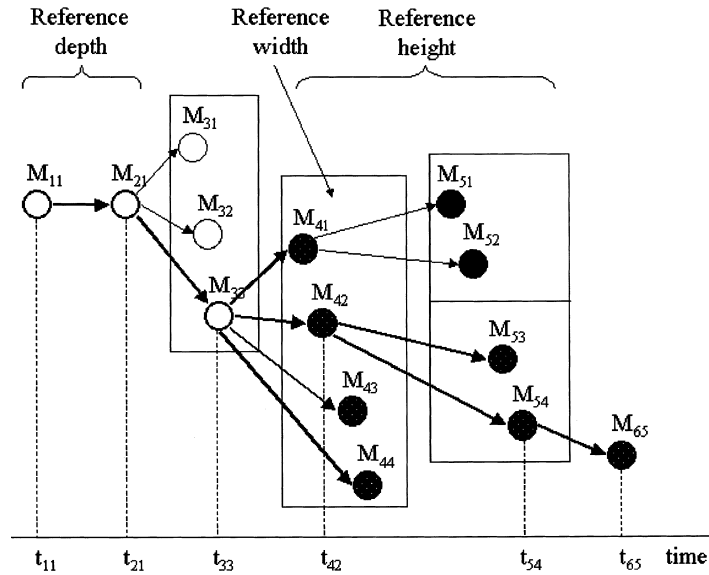 Reference depth
Reference width
Reference height
M31
M11
M21
M51
M32
M41
M52
M33
M42
M53
M43
M54
M65
M44
t11
t21
t33
t42
t54
t65
time